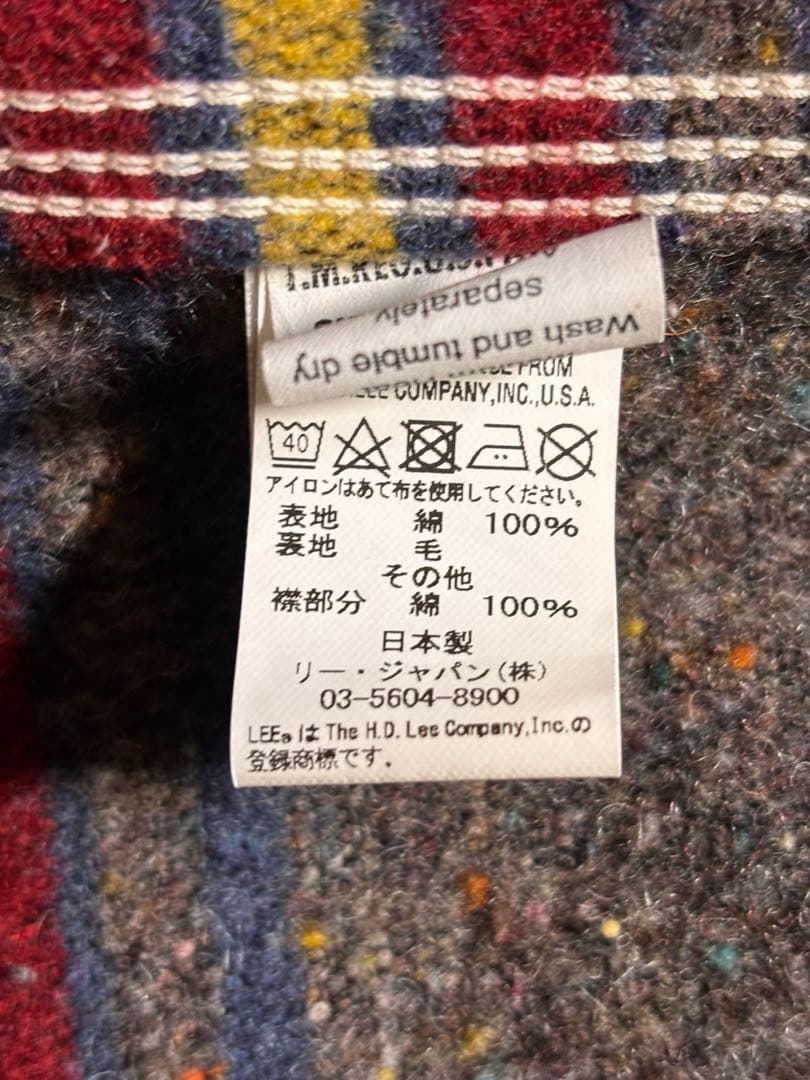 Wash and tumble dry
separately
FROM
COMPANY,INC.,U.S.A.
40
アイロンはあて布を使用してください。
表地 綿 100%
裏地 毛
その他
襟部分 綿 100%
日本製
リー・ジャパン(株)
03-5604-8900
LEE® は The H.D. Lee Company,Inc.の
登録商標です。